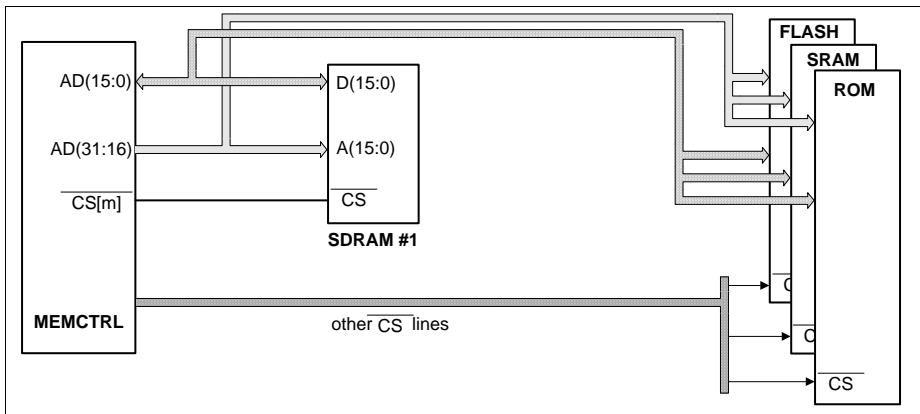 FLASH
SRAM
ROM
AD(15:0)
D(15:0)
AD(31:16)
A(15:0)
CS[m]
CS
SDRAM #1
MEMCTRL
other CS lines
C
C
CS